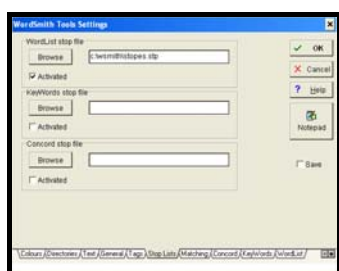 WordSmith Tools Settings
WordList stop file
Browse
c:\wsmith\stopes.stp
Activated
KeyWords stop file
Browse
Activated
Concord stop file
Browse
Activated
OK
Cancel
Help
Notepad
Save
Colours Directories Text General Tags Stop Lists Matching Concord KeyWords WordList